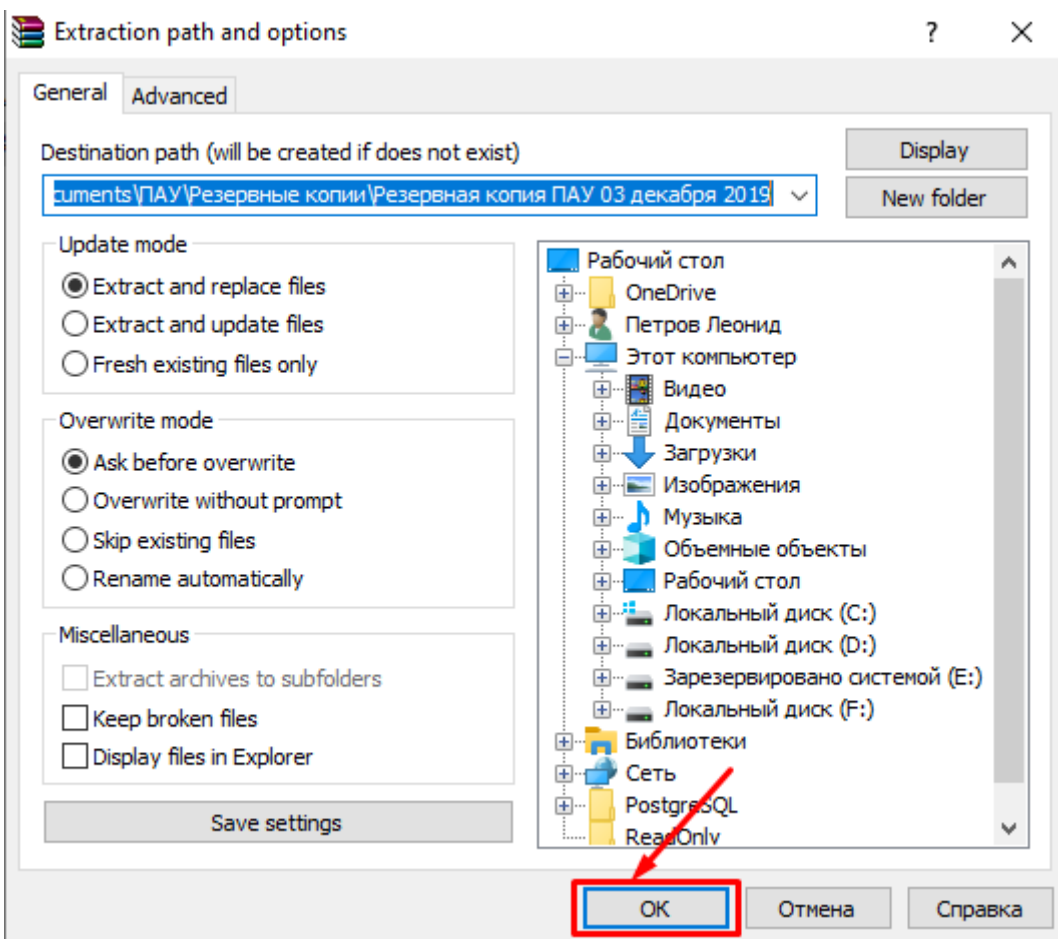 Extraction path and options
?
General
Advanced
Destination path (will be created if does not exist)
Display
cuments\ПАУ\Резервные копии\Резервная копия ПАУ 03 декабря 2019
New folder
Update mode
Extract and replace files
Extract and update files
Fresh existing files only
Overwrite mode
Ask before overwrite
Overwrite without prompt
Skip existing files
Rename automatically
Miscellaneous
Extract archives to subfolders
Keep broken files
Display files in Explorer
Save settings
Рабочий стол
OneDrive
Петров Леонид
Этот компьютер
Видео
Документы
Загрузки
Изображения
Музыка
Объемные объекты
Рабочий стол
Локальный диск (C:)
Локальный диск (D:)
Зарезервировано системой (E:)
Локальный диск (F:)
Библиотеки
Сеть
PostgreSQL
ReadOnly
OK
Отмена
Справка